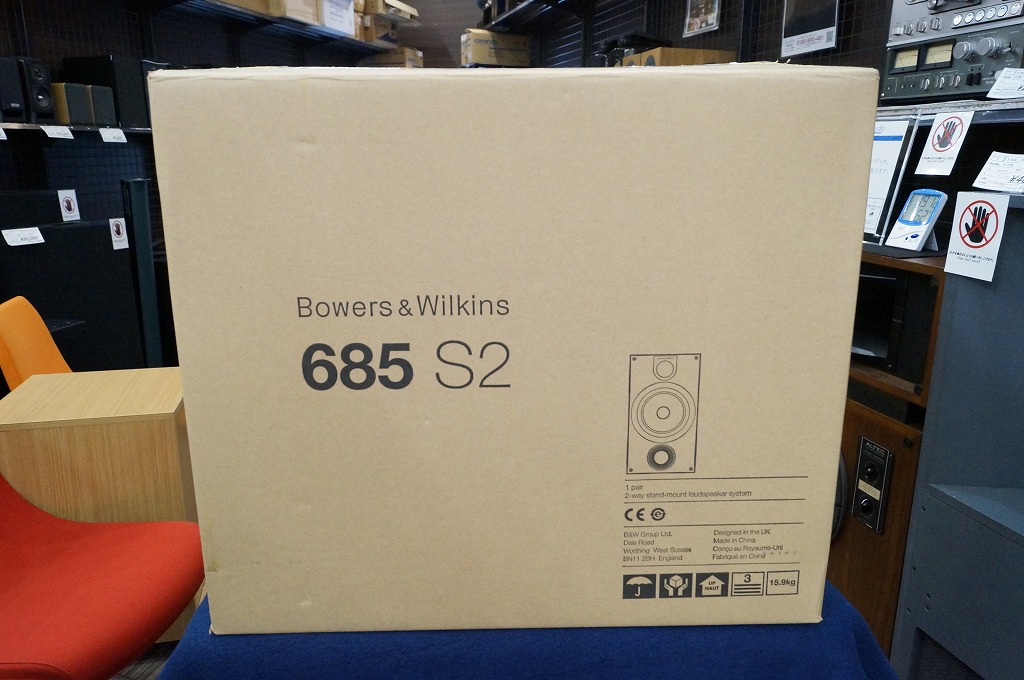 Bowers & Wilkins
685 S2
1 pair
2-way stand-mount loudspeaker system
CE e
B&W Group Ltd.
Dale Road
Worthing West Sussex
BN11 2BH England
Designed in the UK
Made in China
Conçu au Royaume-Uni
Fabriqué en Chine
UP
HAUT
3
15.9kg
ALTEC